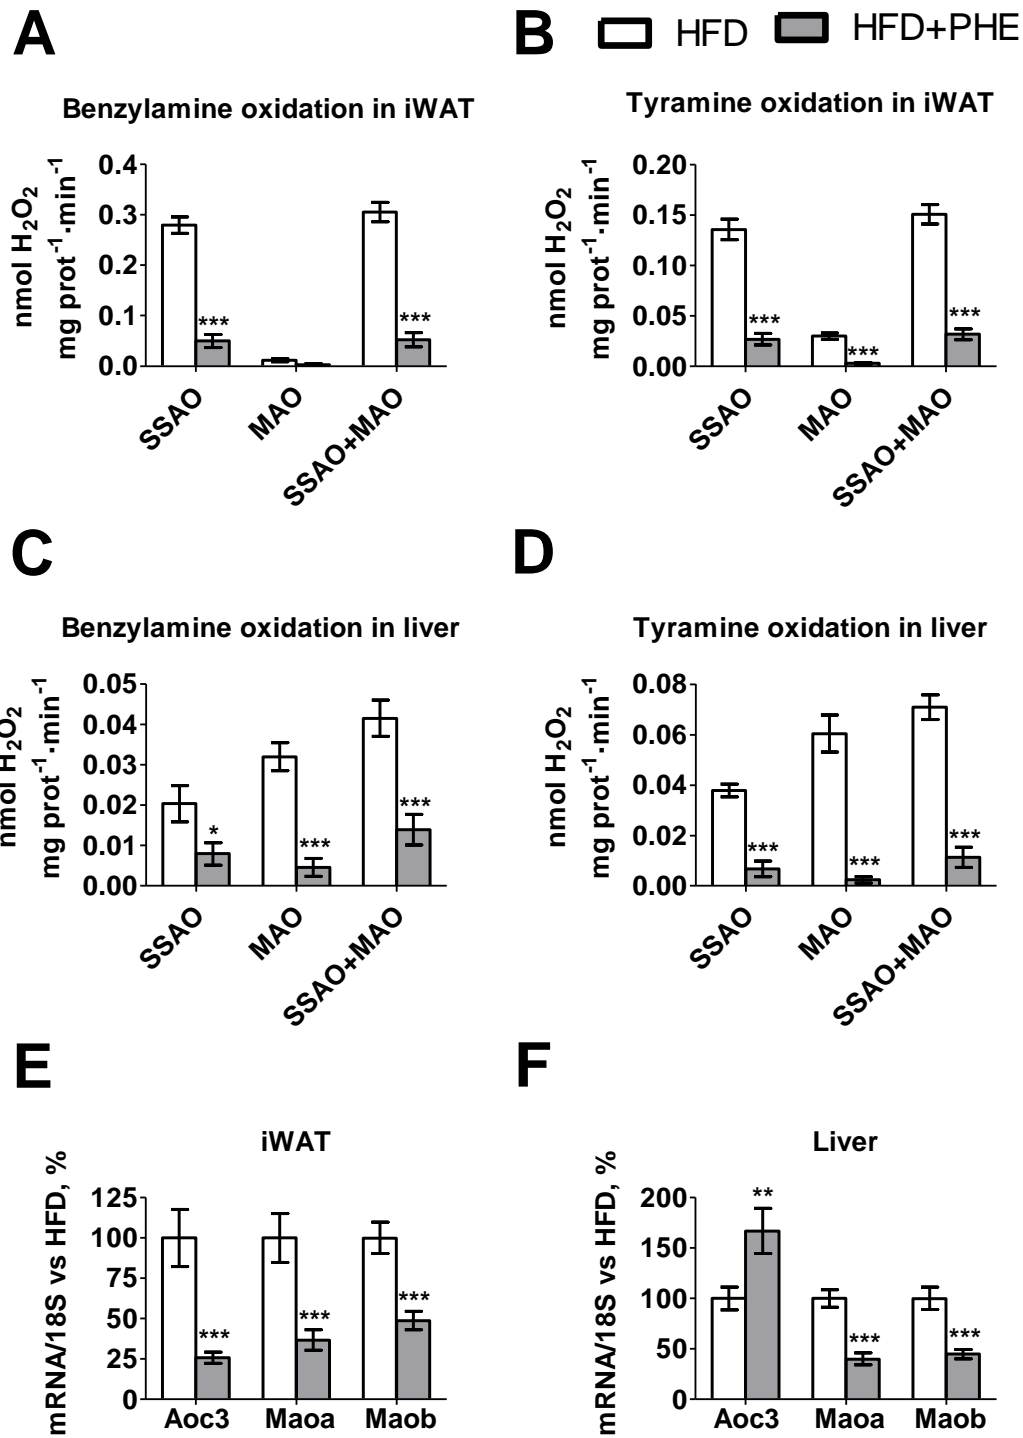 A
B HFD HFD+PHE
Benzylamine oxidation in iWAT
nmol H₂O₂
mg prot⁻¹·min⁻¹
0.4
0.3
0.2
0.1
0.0
***
***
SSAO
MAO
SSAO+MAO
Tyramine oxidation in iWAT
nmol H₂O₂
mg prot⁻¹·min⁻¹
0.20
0.15
0.10
0.05
0.00
***
***
***
SSAO
MAO
SSAO+MAO
C
Benzylamine oxidation in liver
nmol H₂O₂
mg prot⁻¹·min⁻¹
0.05
0.04
0.03
0.02
0.01
0.00
*
***
***
SSAO
MAO
SSAO+MAO
D
Tyramine oxidation in liver
nmol H₂O₂
mg prot⁻¹·min⁻¹
0.08
0.06
0.04
0.02
0.00
***
***
***
SSAO
MAO
SSAO+MAO
E
iWAT
mRNA/18S vs HFD, %
125
100
75
50
25
0
***
***
***
Aoc3 Maoa Maob
F
Liver
mRNA/18S vs HFD, %
200
150
100
50
0
**
***
***
Aoc3 Maoa Maob